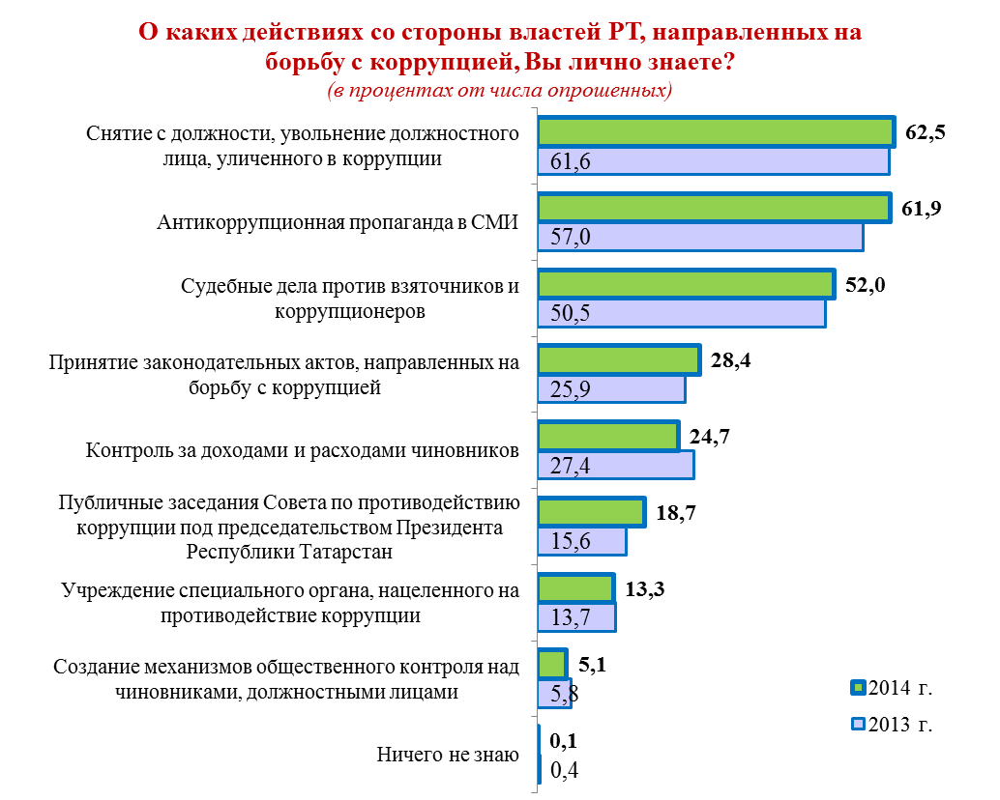 О каких действиях со стороны властей РТ, направленных на
борьбу с коррупцией, Вы лично знаете?
(в процентах от числа опрошенных)
Снятие с должности, увольнение должностного
лица, уличенного в коррупции
62,5
61,6
Антикоррупционная пропаганда в СМИ
61,9
57,0
Судебные дела против взяточников и
коррупционеров
52,0
50,5
Принятие законодательных актов, направленных на
борьбу с коррупцией
28,4
25,9
Контроль за доходами и расходами чиновников
24,7
27,4
Публичные заседания Совета по противодействию
коррупции под председательством Президента
Республики Татарстан
18,7
15,6
Учреждение специального органа, нацеленного на
противодействие коррупции
13,3
13,7
Создание механизмов общественного контроля над
чиновниками, должностными лицами
5,1
5,8
Ничего не знаю
0,1
0,4
2014 г.
2013 г.